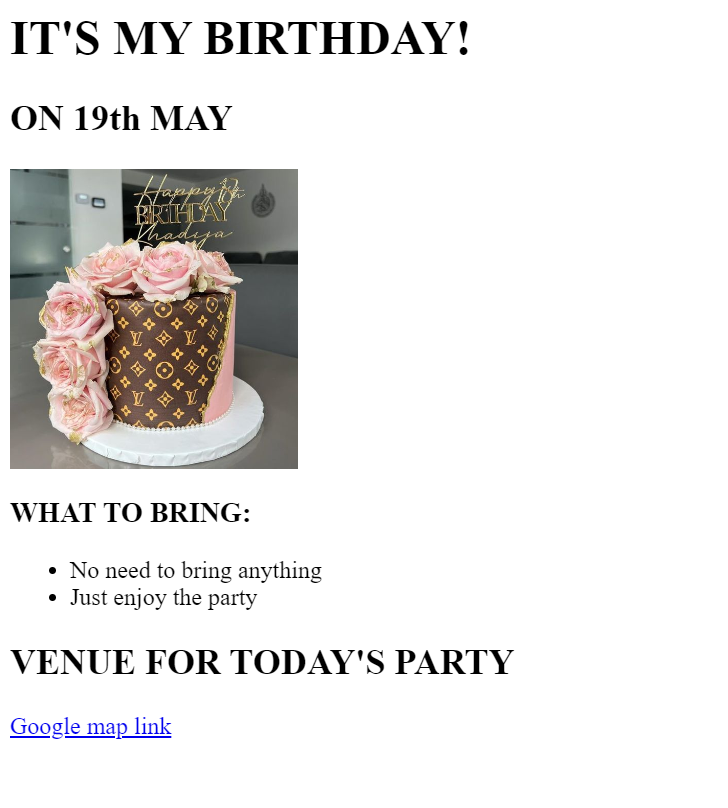 IT'S MY BIRTHDAY!
ON 19th MAY
Happy
BIRTHDAY
Khadija
WHAT TO BRING:
No need to bring anything
Just enjoy the party
VENUE FOR TODAY'S PARTY
Google map link